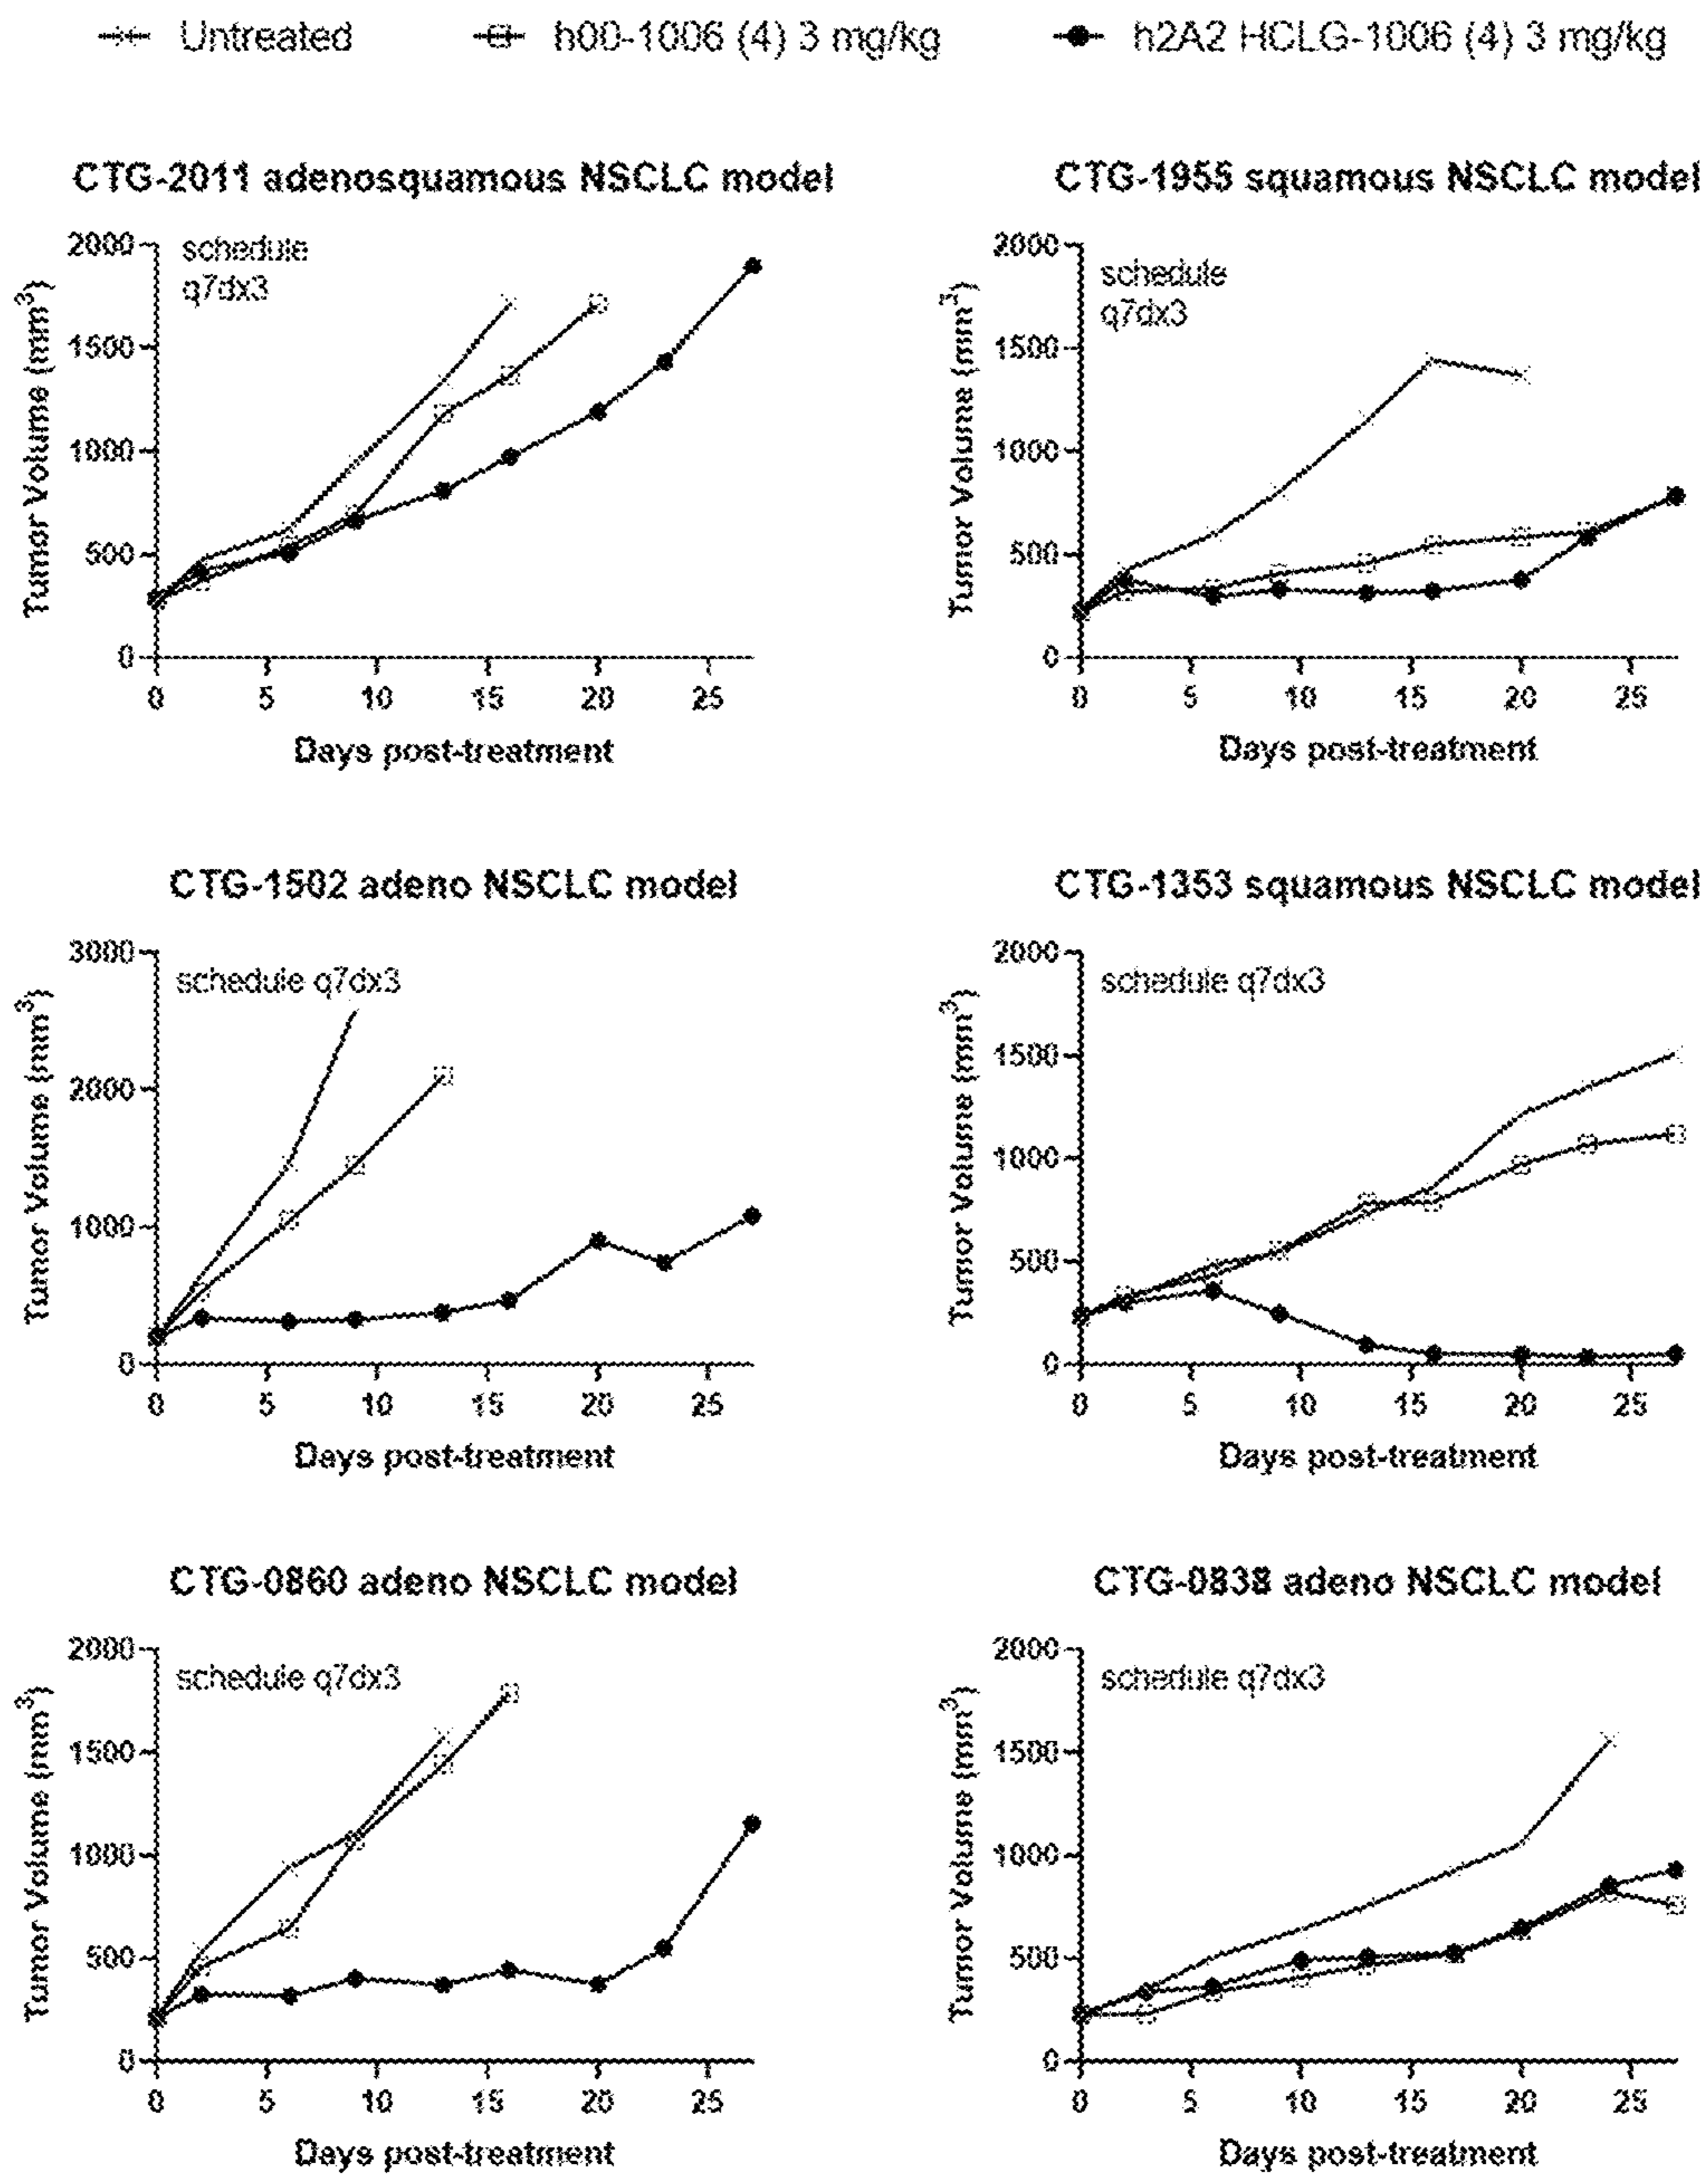 Untreated h00-1006 (4) 3 mg/kg h2A2 HCLG-1006 (4) 3 mg/kg
CTG-2011 adenosquamous NSCLC model
schedule
q7dx3
Tumor Volume (mm³)
2000
1500
1000
500
0
0 5 10 15 20 25
Days post-treatment
CTG-1955 squamous NSCLC model
schedule
q7dx3
Tumor Volume (mm³)
2000
1500
1000
500
0
0 5 10 15 20 25
Days post-treatment
CTG-1502 adeno NSCLC model
schedule q7dx3
Tumor Volume (mm³)
3000
2000
1000
0
0 5 10 15 20 25
Days post-treatment
CTG-1353 squamous NSCLC model
schedule q7dx3
Tumor Volume (mm³)
2000
1500
1000
500
0
0 5 10 15 20 25
Days post-treatment
CTG-0860 adeno NSCLC model
schedule q7dx3
Tumor Volume (mm³)
2000
1500
1000
500
0
0 5 10 15 20 25
Days post-treatment
CTG-0838 adeno NSCLC model
schedule q7dx3
Tumor Volume (mm³)
2000
1500
1000
500
0
0 5 10 15 20 25
Days post-treatment